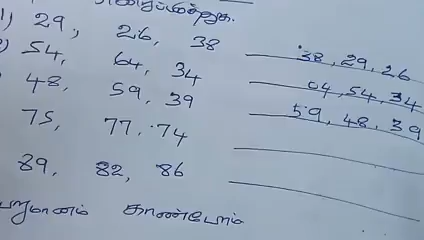 1) 29, 26, 38 38, 29, 26
2) 54, 64, 34 64, 54, 34
48, 59, 39 59, 48, 39
75, 77, 74
89, 82, 86
காண்போம்